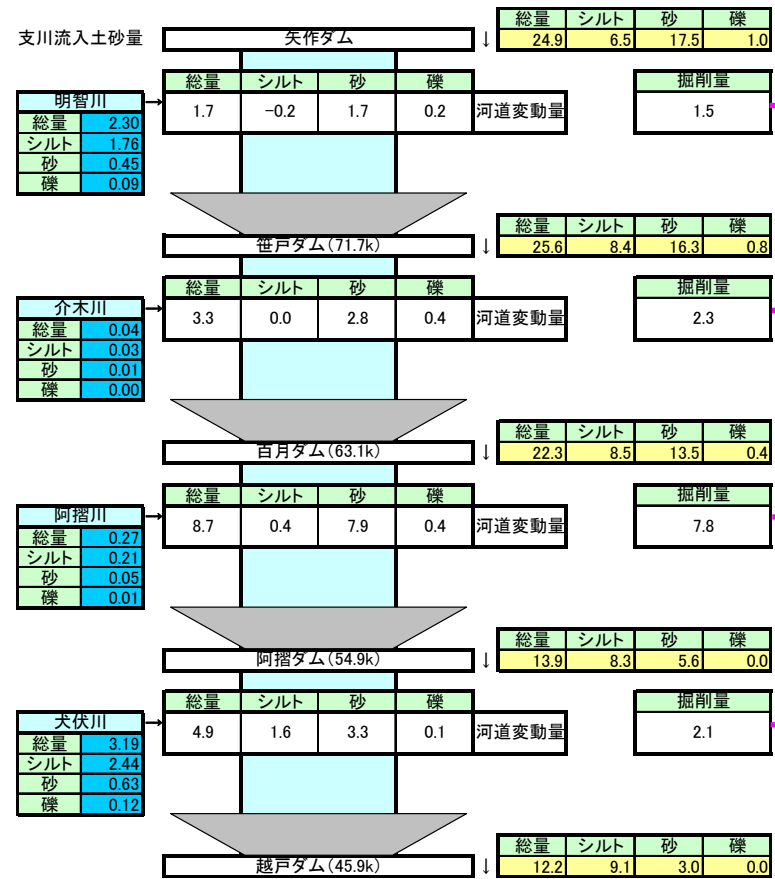 総量 シルト 砂 礫
支川流入土砂量 矢作ダム ↓ 24.9 6.5 17.5 1.0
総量 シルト 砂 礫 掘削量
明智川 → 1.7 -0.2 1.7 0.2 河道変動量 1.5
総量 2.30
シルト 1.76
砂 0.45
礫 0.09
総量 シルト 砂 礫
笹戸ダム(71.7k) ↓ 25.6 8.4 16.3 0.8
総量 シルト 砂 礫 掘削量
介木川 → 3.3 0.0 2.8 0.4 河道変動量 2.3
総量 0.04
シルト 0.03
砂 0.01
礫 0.00
総量 シルト 砂 礫
百月ダム(63.1k) ↓ 22.3 8.5 13.5 0.4
総量 シルト 砂 礫 掘削量
阿摺川 → 8.7 0.4 7.9 0.4 河道変動量 7.8
総量 0.27
シルト 0.21
砂 0.05
礫 0.01
総量 シルト 砂 礫
阿摺ダム(54.9k) ↓ 13.9 8.3 5.6 0.0
総量 シルト 砂 礫 掘削量
犬伏川 → 4.9 1.6 3.3 0.1 河道変動量 2.1
総量 3.19
シルト 2.44
砂 0.63
礫 0.12
総量 シルト 砂 礫
越戸ダム(45.9k) ↓ 12.2 9.1 3.0 0.0